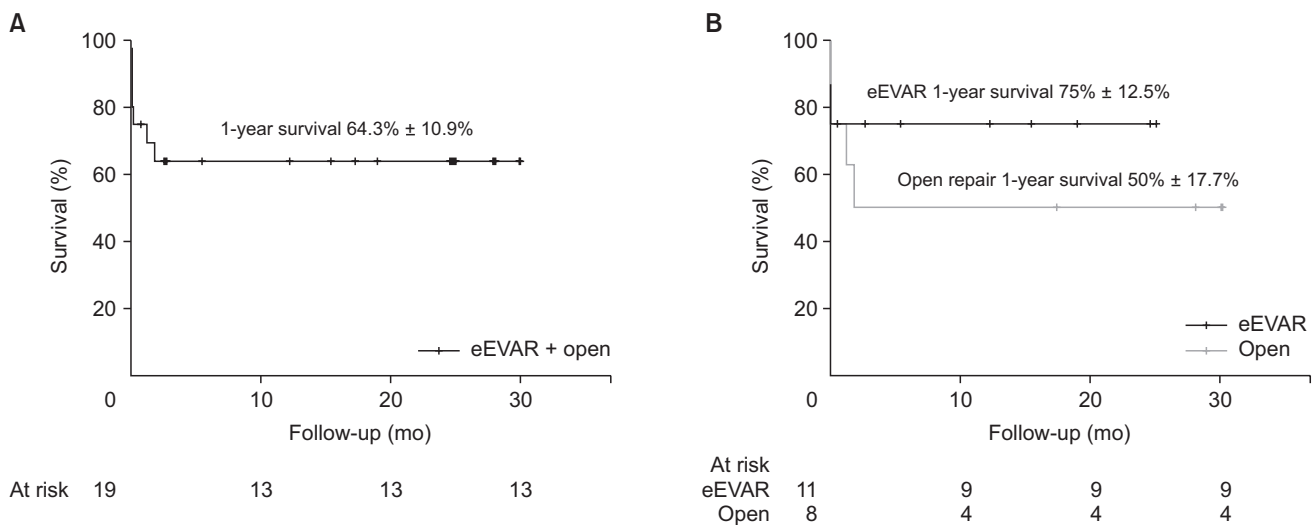 A
100
80
60
40
20
0
10
20
30
Survival (%)
1-year survival 64.3% ± 10.9%
eEVAR + open
Follow-up (mo)
At risk 19 13 13 13
B
100
80
60
40
20
0
10
20
30
Survival (%)
eEVAR 1-year survival 75% ± 12.5%
Open repair 1-year survival 50% ± 17.7%
eEVAR
Open
Follow-up (mo)
At risk
eEVAR 11 9 9 9
Open 8 4 4 4